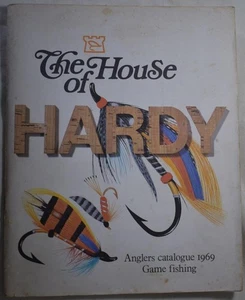 The House
of
HARDY
Anglers catalogue 1969
Game fishing